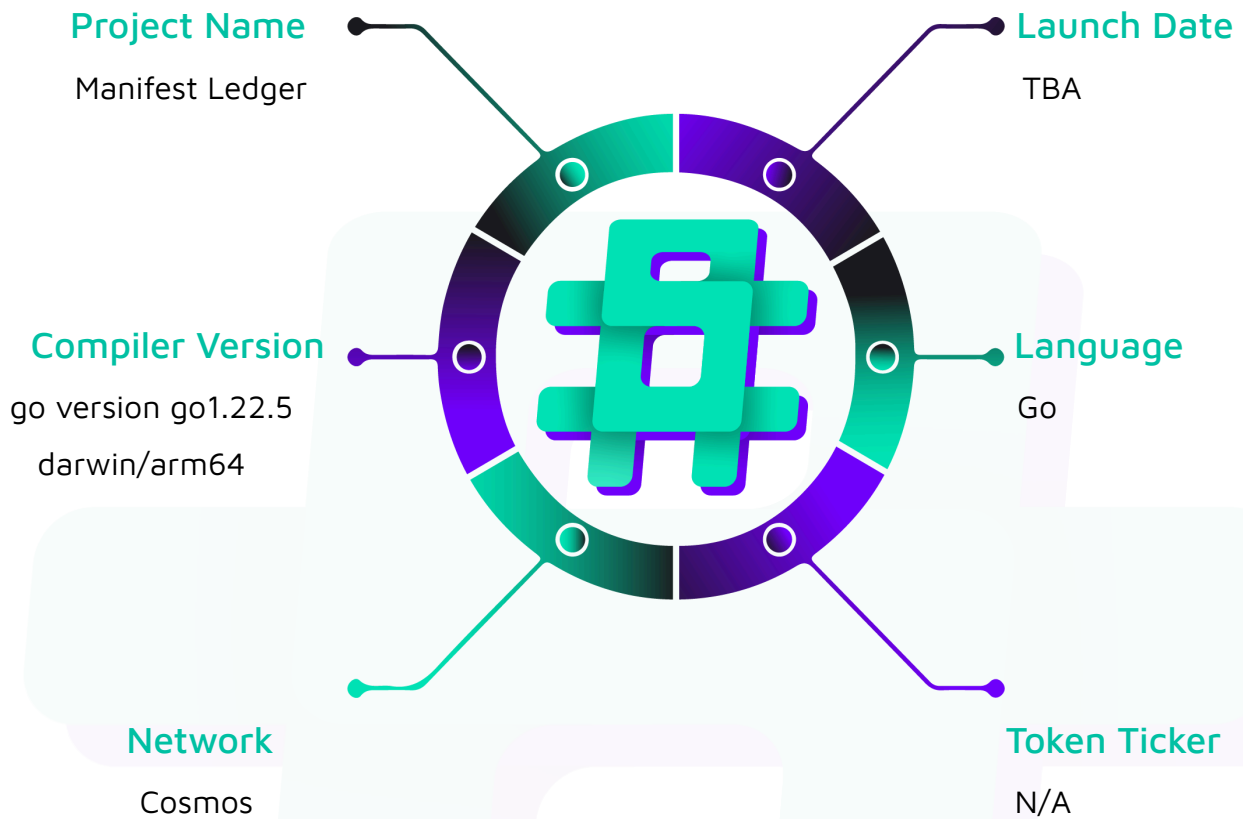 Project Name
Manifest Ledger
Launch Date
TBA
Compiler Version
go version go1.22.5
darwin/arm64
Language
Go
Network
Cosmos
Token Ticker
N/A